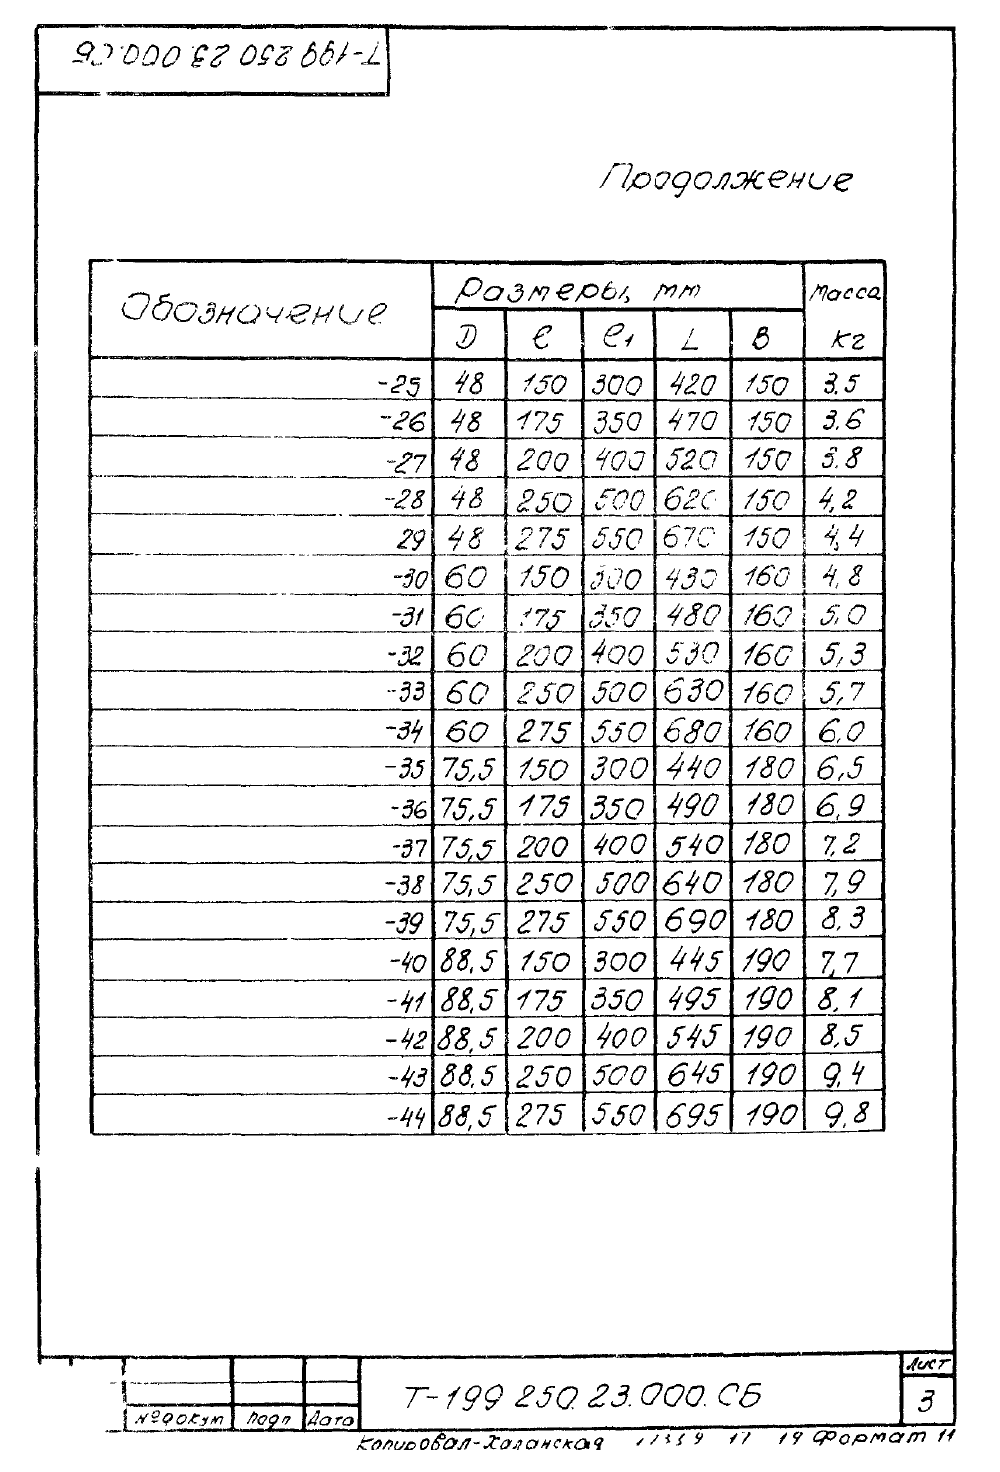 Т-199 250 23.000.СБ
Продолжение
Обозначение Размеры, мм Масса кг
D ℓ ℓ1 L B
-25 48 150 300 420 150 3.5
-26 48 175 350 470 150 3.6
-27 48 200 400 520 150 3.8
-28 48 250 500 620 150 4,2
29 48 275 550 670 150 4,4
-30 60 150 300 430 160 4,8
-31 60 175 350 480 160 5,0
-32 60 200 400 530 160 5,3
-33 60 250 500 630 160 5,7
-34 60 275 550 680 160 6,0
-35 75,5 150 300 440 180 6,5
-36 75,5 175 350 490 180 6,9
-37 75,5 200 400 540 180 7,2
-38 75,5 250 500 640 180 7,9
-39 75,5 275 550 690 180 8,3
-40 88,5 150 300 445 190 7,7
-41 88,5 175 350 495 190 8,1
-42 88,5 200 400 545 190 8,5
-43 88,5 250 500 645 190 9,4
-44 88,5 275 550 695 190 9,8
Лист
Т-199 250.23.000.СБ 3
№докум Подп Дата
Копировал-Халанская 17 19 Формат 11